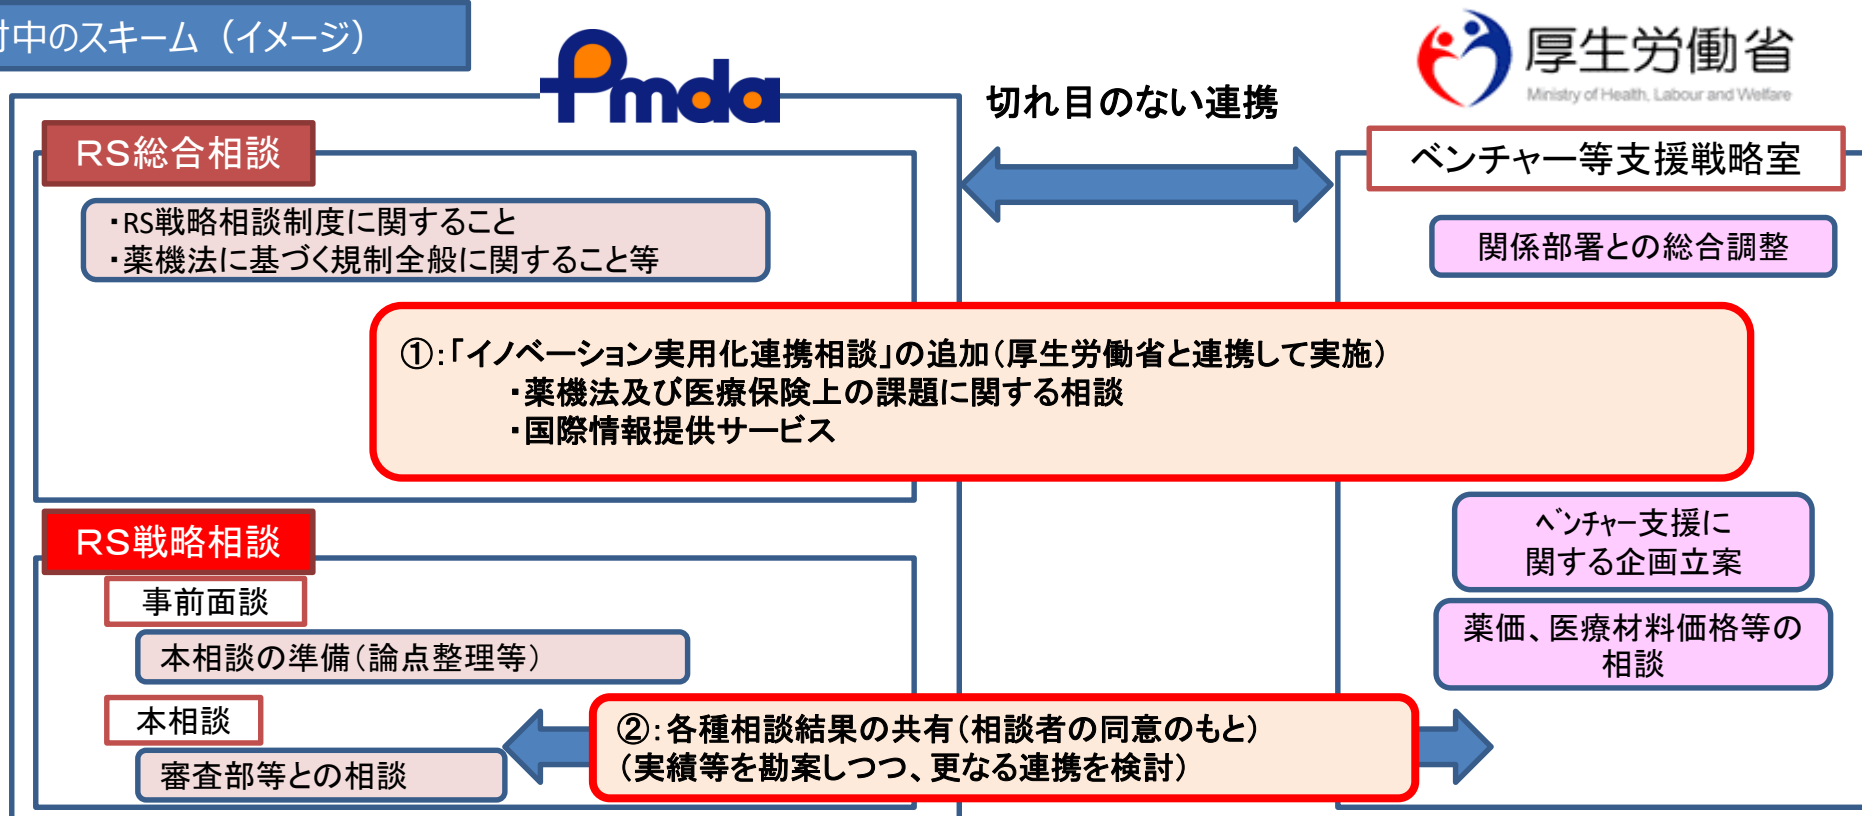 中のスキーム（イメージ）
Pmda
切れ目のない連携
厚生労働省
Ministry of Health, Labour and Welfare
RS総合相談
・RS戦略相談制度に関すること
・薬機法に基づく規制全般に関すること等
ベンチャー等支援戦略室
関係部署との総合調整
①：「イノベーション実用化連携相談」の追加（厚生労働省と連携して実施）
・薬機法及び医療保険上の課題に関する相談
・国際情報提供サービス
RS戦略相談
事前面談
本相談の準備（論点整理等）
本相談
審査部等との相談
ベンチャー支援に
関する企画立案
薬価、医療材料価格等の
相談
②：各種相談結果の共有（相談者の同意のもと）
（実績等を勘案しつつ、更なる連携を検討）